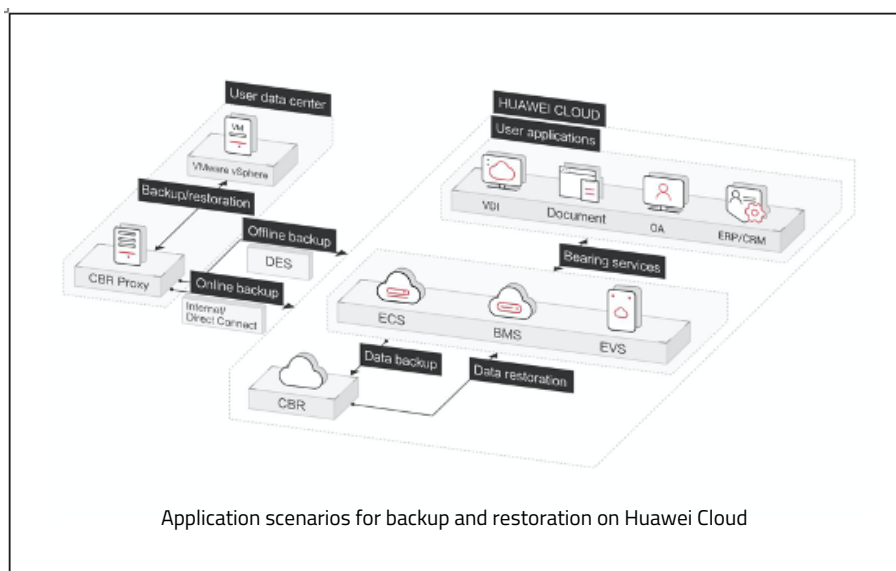 User data center
VM
VMware vSphere
Backup/restoration
CBR Proxy
Offline backup
DES
Online backup
Internet/
Direct Connect
HUAWEI CLOUD
User applications
VDI
Document
OA
ERP/CRM
Bearing services
ECS
BMS
EVS
Data backup
Data restoration
CBR
Application scenarios for backup and restoration on Huawei Cloud